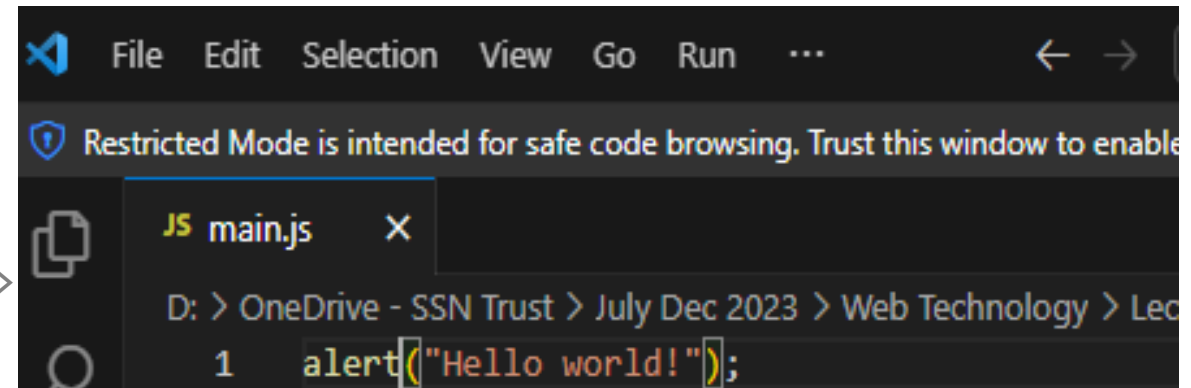 File Edit Selection View Go Run ...
Restricted Mode is intended for safe code browsing. Trust this window to enable
JS main.js
D: > OneDrive - SSN Trust > July Dec 2023 > Web Technology > Lec
1 alert("Hello world!");